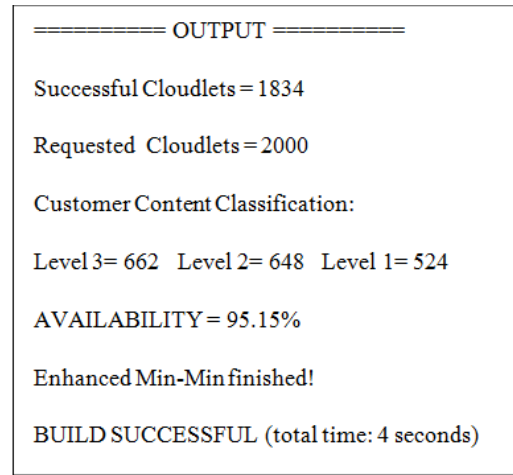 ========== OUTPUT ==========
Successful Cloudlets = 1834
Requested Cloudlets = 2000
Customer Content Classification:
Level 3= 662 Level 2= 648 Level 1= 524
AVAILABILITY = 95.15%
Enhanced Min-Min finished!
BUILD SUCCESSFUL (total time: 4 seconds)